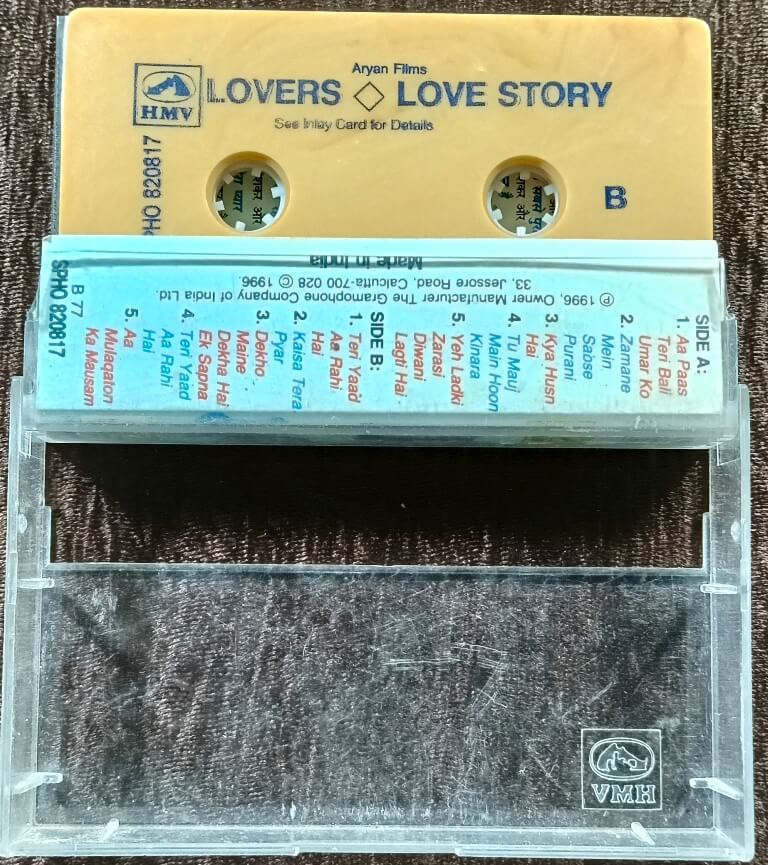 Aryan Films
HMV LOVERS ◇ LOVE STORY
See Inlay Card for Details
PHO 820817
B
Made in India
33, Jessore Road, Calcutta-700 028 © 1996.
℗ 1996, Owner Manufacturer The Gramophone Company of India Ltd.
SIDE A:
1. Aa Paas
Teri Bali
Umar Ko
2. Zamane
Mein
Sabse
Purani
3. Kya Husn
Hai
4. Tu Mauj
Main Hoon
Kinara
5. Yeh Ladki
Zarasi
Diwani
Lagti Hai
SIDE B:
1. Teri Yaad
Aa Rahi
Hai
2. Kaisa Tera
Pyar
3. Dekho
Maine
Dekha Hai
Ek Sapna
4. Teri Yaad
Aa Rahi
Hai
5. Aa
Mulaqaton
Ka Mausam
B 77
SPHO 820817
HMV